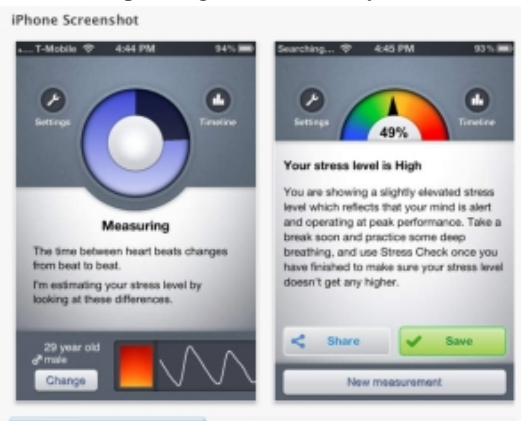 iPhone Screenshot
T-Mobile 4:44 PM 94%
Settings
Timeline
Measuring
The time between heart beats changes
from beat to beat.
I'm estimating your stress level by
looking at these differences.
29 year old
male
Change
Searching... 4:45 PM 93%
Settings
Timeline
49%
Your stress level is High
You are showing a slightly elevated stress
level which reflects that your mind is alert
and operating at peak performance. Take a
break soon and practice some deep
breathing, and use Stress Check once you
have finished to make sure your stress level
doesn't get any higher.
Share
Save
New measurement